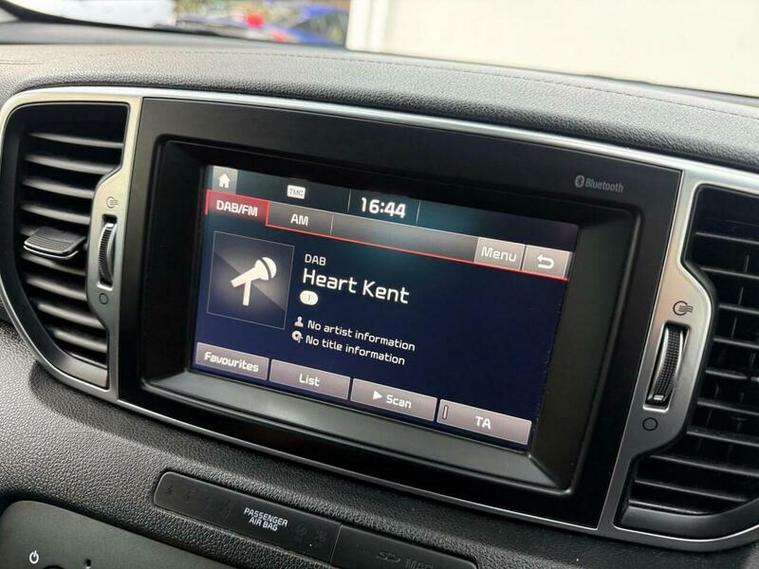 Bluetooth
TMC
16:44
DAB/FM
AM
Menu
DAB
Heart Kent
No artist information
No title information
Favourites
List
Scan
TA
PASSENGER
AIR BAG